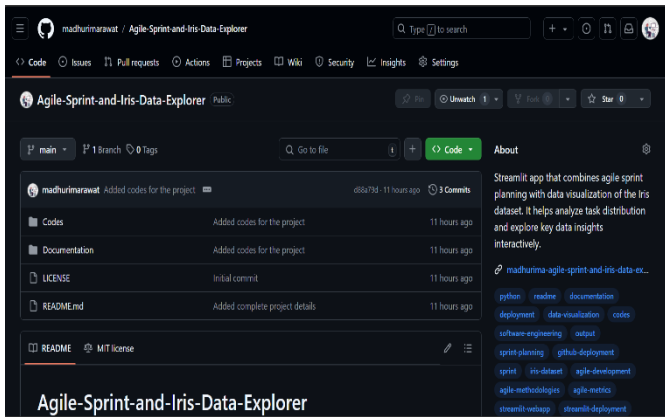 madhurimarawat / Agile-Sprint-and-Iris-Data-Explorer
Type / to search
Code Issues Pull requests Actions Projects Wiki Security Insights Settings
Agile-Sprint-and-Iris-Data-Explorer Public
Pin Unwatch 1 Fork Star 0
main 1 Branch 0 Tags
Go to file t
Code
madhurimarawat Added codes for the project
11 hours ago 3 Commits
Codes Added codes for the project 11 hours ago
Documentation Added codes for the project 11 hours ago
LICENSE Initial commit 11 hours ago
README.md Added complete project details 11 hours ago
README MIT license
Agile-Sprint-and-Iris-Data-Explorer
About
Streamlit app that combines agile sprint
planning with data visualization of the Iris
dataset. It helps analyze task distribution
and explore key data insights
interactively.
madhurima-agile-sprint-and-iris-data-ex...
python readme documentation
deployment data-visualization codes
software-engineering output
sprint-planning github-deployment
sprint iris-dataset agile-development
agile-methodologies agile-metrics
streamlit-webapp streamlit-deployment